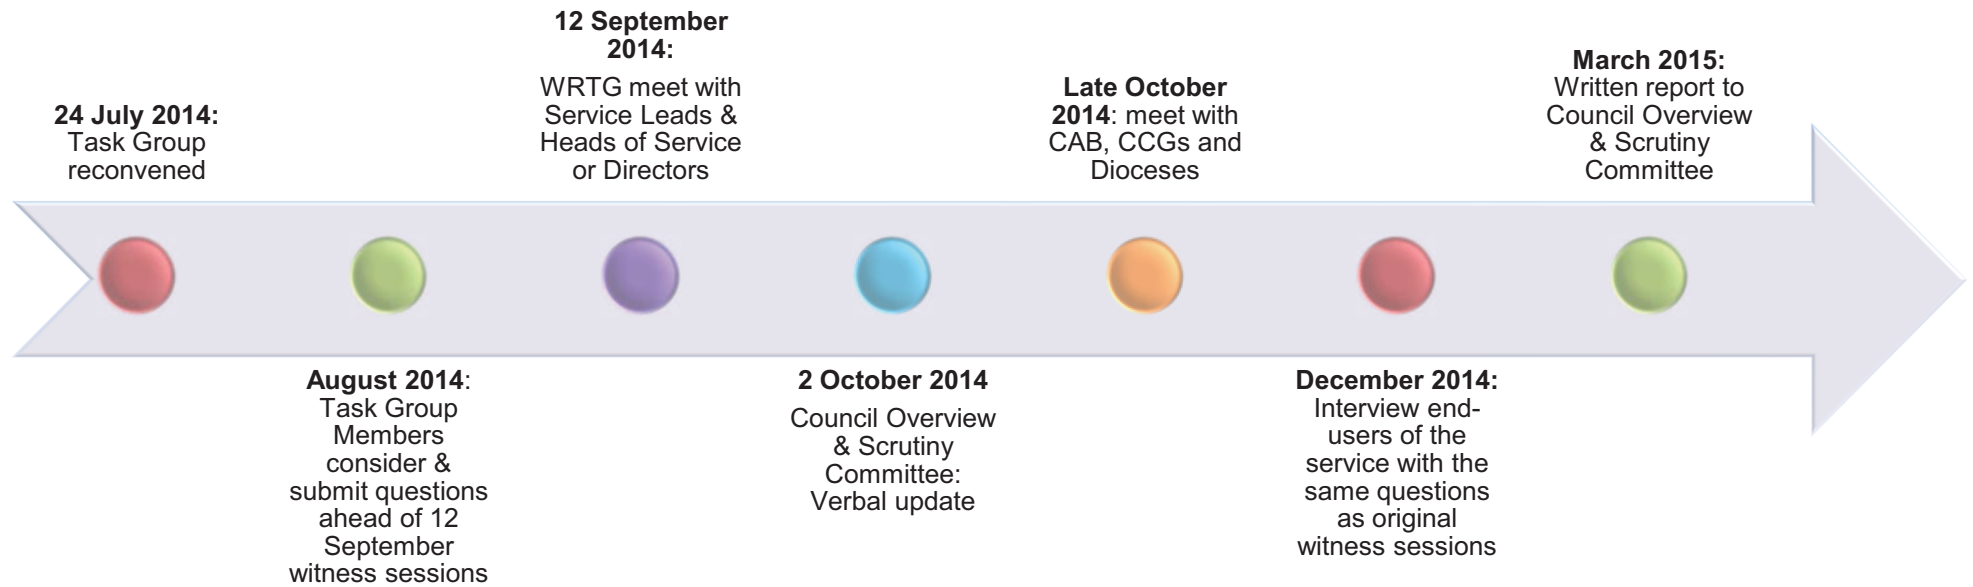 24 July 2014:
Task Group
reconvened
August 2014:
Task Group
Members
consider &
submit questions
ahead of 12
September
witness sessions
12 September
2014:
WRTG meet with
Service Leads &
Heads of Service
or Directors
2 October 2014
Council Overview
& Scrutiny
Committee:
Verbal update
Late October
2014: meet with
CAB, CCGs and
Dioceses
December 2014:
Interview end-
users of the
service with the
same questions
as original
witness sessions
March 2015:
Written report to
Council Overview
& Scrutiny
Committee